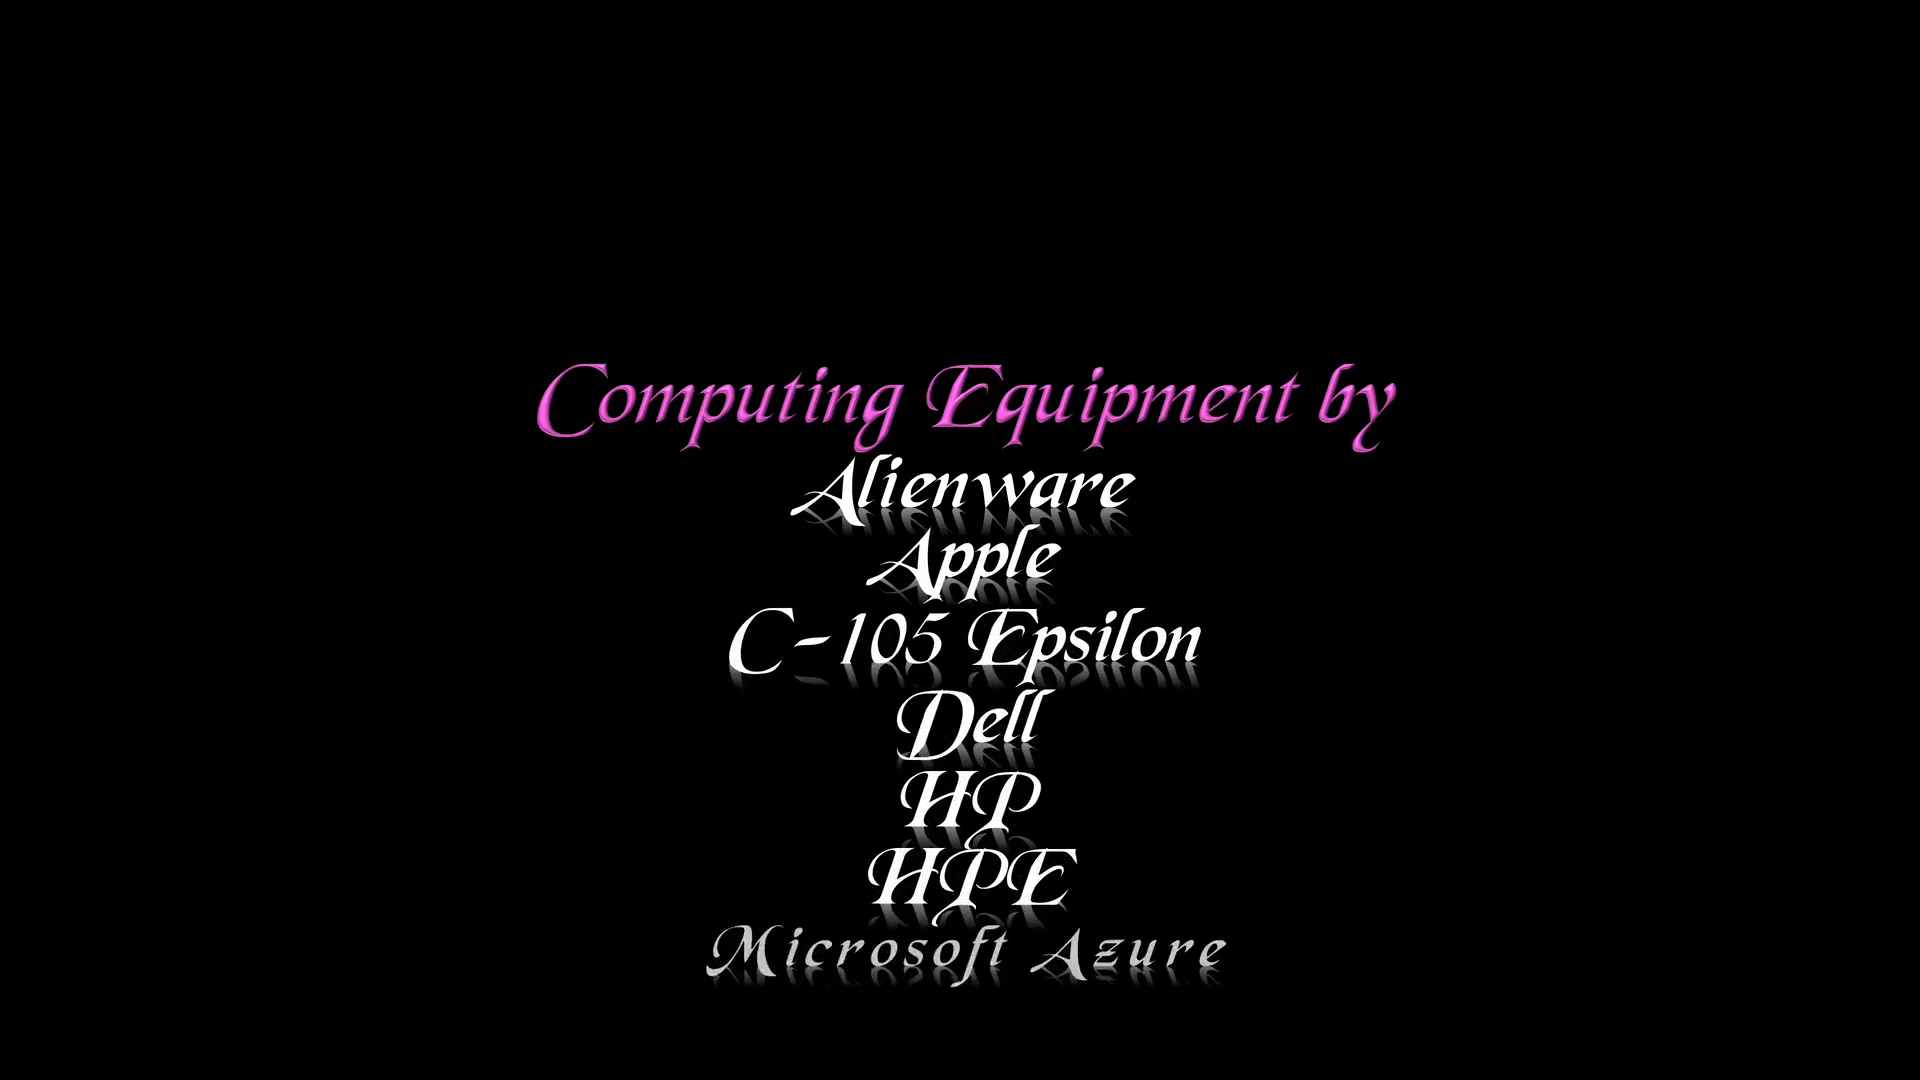 Computing Equipment by
Alienware
Apple
C-105 Epsilon
Dell
HP
HPE
Microsoft Azure